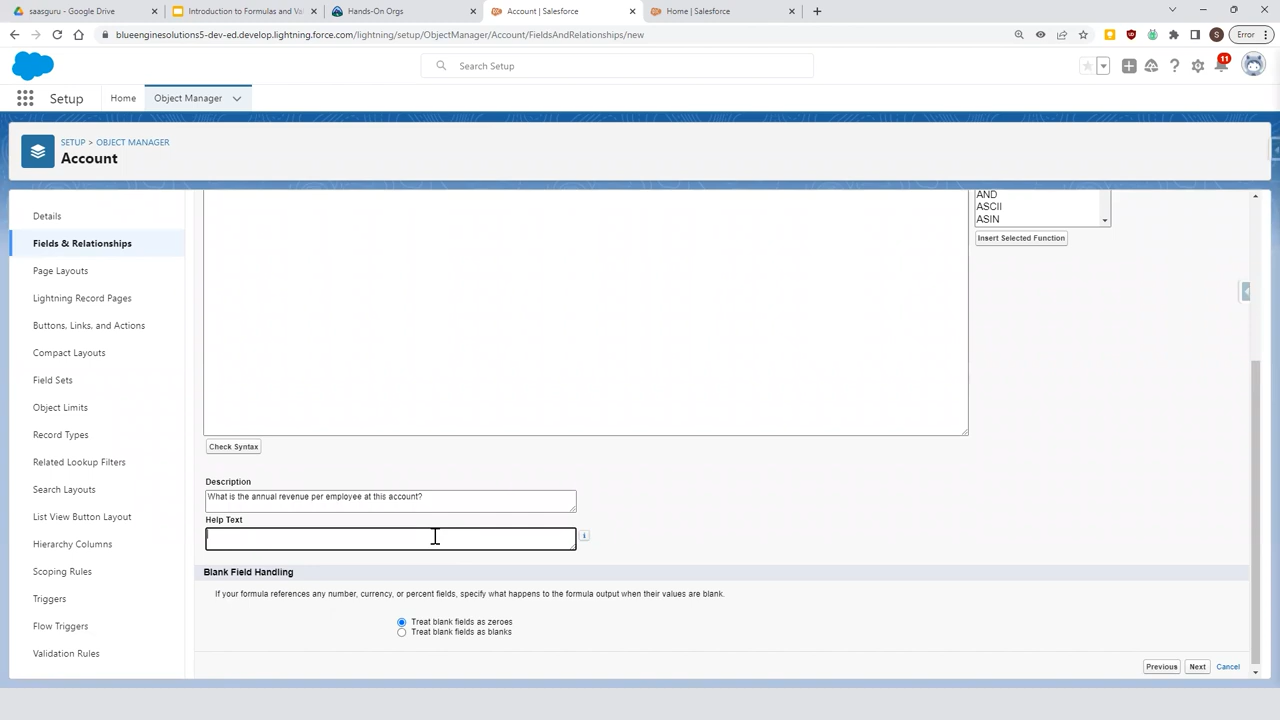 saasguru - Google Drive
Introduction to Formulas and Va
Hands-On Orgs
Account | Salesforce
Home | Salesforce
blueenginesolutions5-dev-ed.develop.lightning.force.com/lightning/setup/ObjectManager/Account/FieldsAndRelationships/new
S
Error
Search Setup
11
Setup
Home
Object Manager
SETUP > OBJECT MANAGER
Account
Details
Fields & Relationships
Page Layouts
Lightning Record Pages
Buttons, Links, and Actions
Compact Layouts
Field Sets
Object Limits
Record Types
Related Lookup Filters
Search Layouts
List View Button Layout
Hierarchy Columns
Scoping Rules
Triggers
Flow Triggers
Validation Rules
AND
ASCII
ASIN
Insert Selected Function
Check Syntax
Description
What is the annual revenue per employee at this account?
Help Text
i
Blank Field Handling
If your formula references any number, currency, or percent fields, specify what happens to the formula output when their values are blank.
Treat blank fields as zeroes
Treat blank fields as blanks
Previous
Next
Cancel